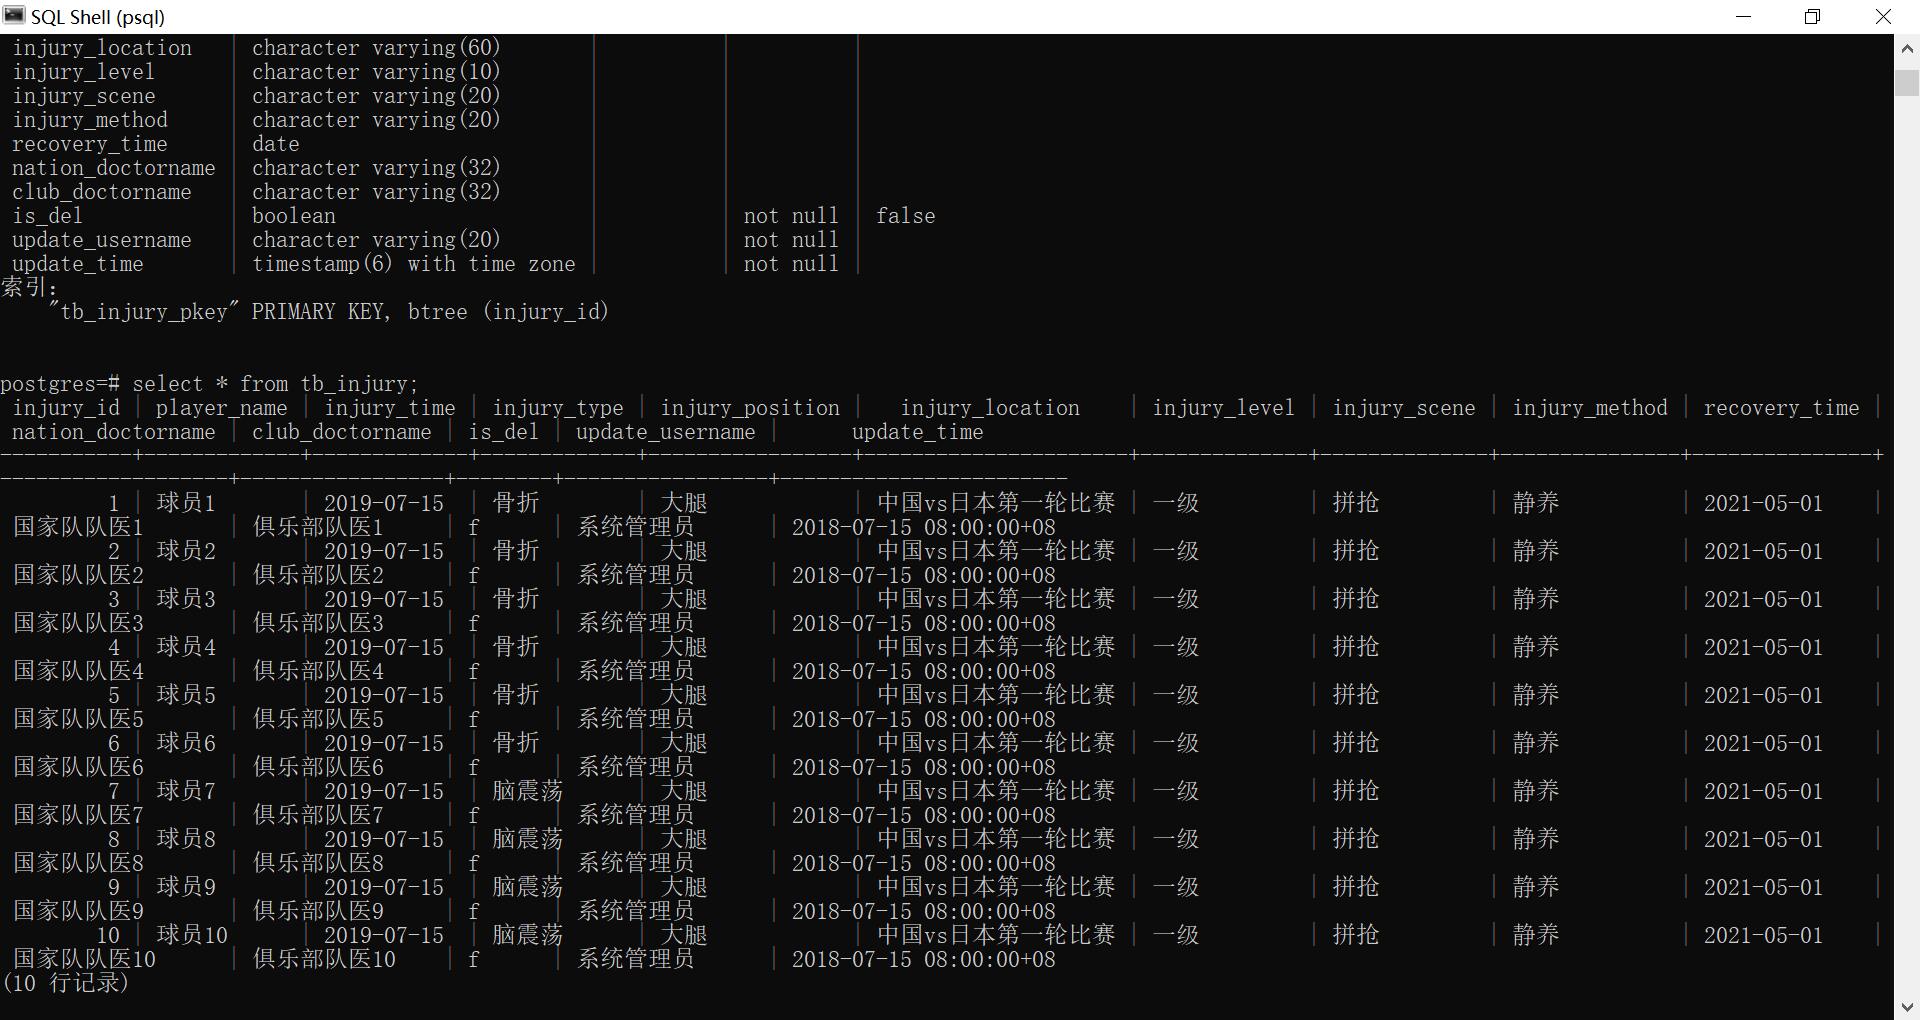 SQL Shell (psql)
injury_location | character varying(60) | | |
injury_level | character varying(10) | | |
injury_scene | character varying(20) | | |
injury_method | character varying(20) | | |
recovery_time | date | | |
nation_doctorname | character varying(32) | | |
club_doctorname | character varying(32) | | |
is_del | boolean | | not null | false
update_username | character varying(20) | | not null |
update_time | timestamp(6) with time zone | | not null |
索引：
"tb_injury_pkey" PRIMARY KEY, btree (injury_id)
postgres=# select * from tb_injury;
injury_id | player_name | injury_time | injury_type | injury_position | injury_location | injury_level | injury_scene | injury_method | recovery_time |
nation_doctorname | club_doctorname | is_del | update_username | update_time
-----------+-------------+-------------+-------------+-----------------+----------------------+--------------+--------------+---------------+---------------+
-------------------+-----------------+--------+-----------------+------------------------
1 | 球员1 | 2019-07-15 | 骨折 | 大腿 | 中国vs日本第一轮比赛 | 一级 | 拼抢 | 静养 | 2021-05-01 |
国家队队医1 | 俱乐部队医1 | f | 系统管理员 | 2018-07-15 08:00:00+08
2 | 球员2 | 2019-07-15 | 骨折 | 大腿 | 中国vs日本第一轮比赛 | 一级 | 拼抢 | 静养 | 2021-05-01 |
国家队队医2 | 俱乐部队医2 | f | 系统管理员 | 2018-07-15 08:00:00+08
3 | 球员3 | 2019-07-15 | 骨折 | 大腿 | 中国vs日本第一轮比赛 | 一级 | 拼抢 | 静养 | 2021-05-01 |
国家队队医3 | 俱乐部队医3 | f | 系统管理员 | 2018-07-15 08:00:00+08
4 | 球员4 | 2019-07-15 | 骨折 | 大腿 | 中国vs日本第一轮比赛 | 一级 | 拼抢 | 静养 | 2021-05-01 |
国家队队医4 | 俱乐部队医4 | f | 系统管理员 | 2018-07-15 08:00:00+08
5 | 球员5 | 2019-07-15 | 骨折 | 大腿 | 中国vs日本第一轮比赛 | 一级 | 拼抢 | 静养 | 2021-05-01 |
国家队队医5 | 俱乐部队医5 | f | 系统管理员 | 2018-07-15 08:00:00+08
6 | 球员6 | 2019-07-15 | 骨折 | 大腿 | 中国vs日本第一轮比赛 | 一级 | 拼抢 | 静养 | 2021-05-01 |
国家队队医6 | 俱乐部队医6 | f | 系统管理员 | 2018-07-15 08:00:00+08
7 | 球员7 | 2019-07-15 | 脑震荡 | 大腿 | 中国vs日本第一轮比赛 | 一级 | 拼抢 | 静养 | 2021-05-01 |
国家队队医7 | 俱乐部队医7 | f | 系统管理员 | 2018-07-15 08:00:00+08
8 | 球员8 | 2019-07-15 | 脑震荡 | 大腿 | 中国vs日本第一轮比赛 | 一级 | 拼抢 | 静养 | 2021-05-01 |
国家队队医8 | 俱乐部队医8 | f | 系统管理员 | 2018-07-15 08:00:00+08
9 | 球员9 | 2019-07-15 | 脑震荡 | 大腿 | 中国vs日本第一轮比赛 | 一级 | 拼抢 | 静养 | 2021-05-01 |
国家队队医9 | 俱乐部队医9 | f | 系统管理员 | 2018-07-15 08:00:00+08
10 | 球员10 | 2019-07-15 | 脑震荡 | 大腿 | 中国vs日本第一轮比赛 | 一级 | 拼抢 | 静养 | 2021-05-01 |
国家队队医10 | 俱乐部队医10 | f | 系统管理员 | 2018-07-15 08:00:00+08
(10 行记录)